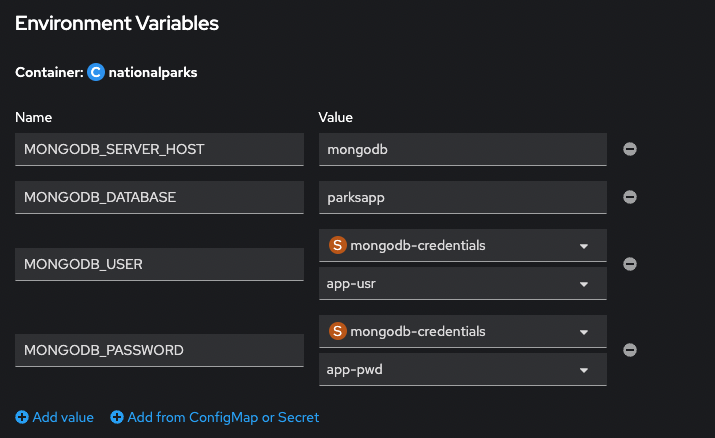 Environment Variables
Container: C nationalparks
Name Value
MONGODB_SERVER_HOST mongodb
MONGODB_DATABASE parksapp
MONGODB_USER S mongodb-credentials
app-usr
MONGODB_PASSWORD S mongodb-credentials
app-pwd
Add value Add from ConfigMap or Secret